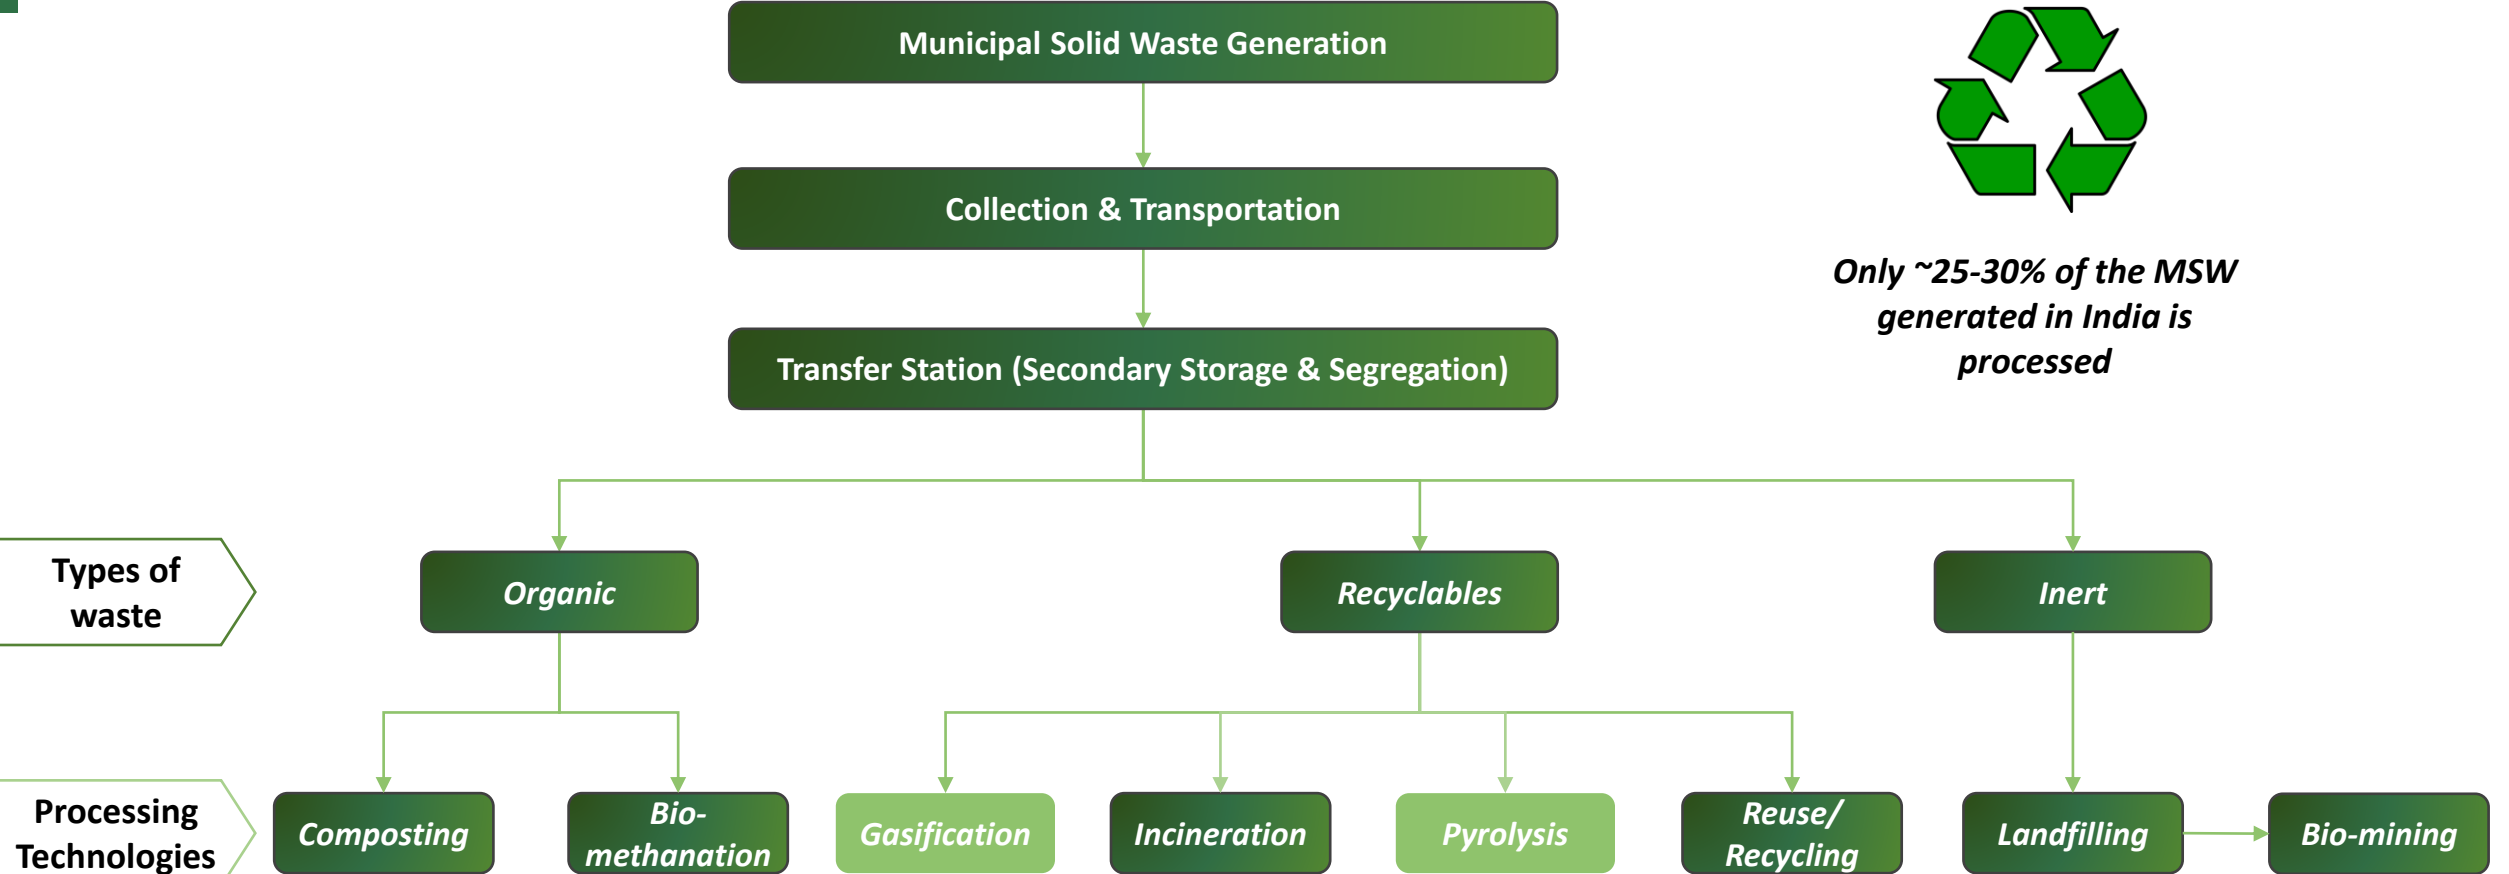 Municipal Solid Waste Generation
Collection & Transportation
Only ~25-30% of the MSW
generated in India is
processed
Transfer Station (Secondary Storage & Segregation)
Types of
waste
Organic
Recyclables
Inert
Processing
Technologies
Composting
Bio-
methanation
Gasification
Incineration
Pyrolysis
Reuse/
Recycling
Landfilling
Bio-mining